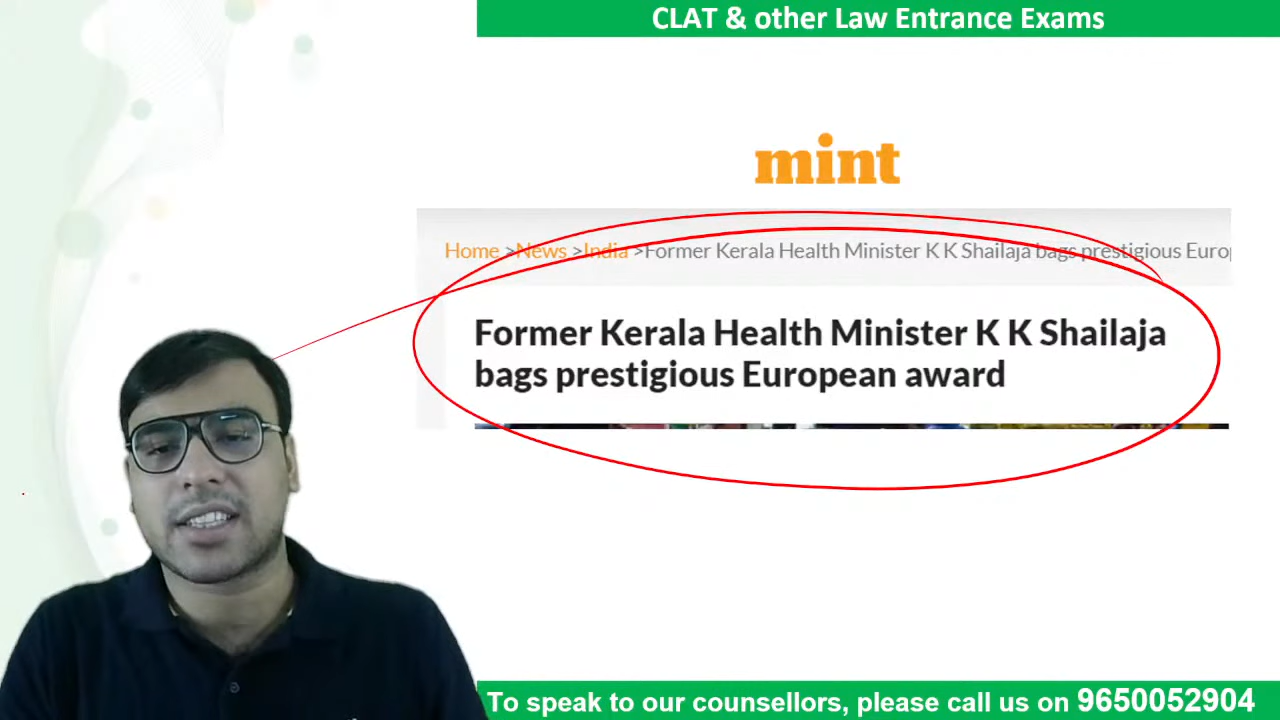 CLAT & other Law Entrance Exams
mint
Home >News >India >Former Kerala Health Minister K K Shailaja bags prestigious Euro
Former Kerala Health Minister K K Shailaja
bags prestigious European award
To speak to our counsellors, please call us on 9650052904